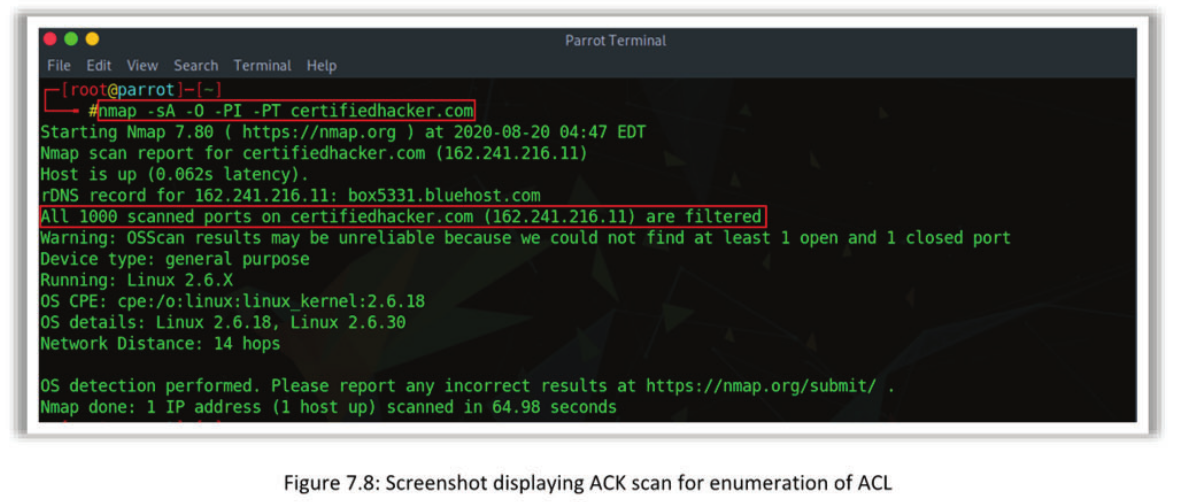 Parrot Terminal
File Edit View Search Terminal Help
[root@parrot]-[~]
#nmap -sA -O -PI -PT certifiedhacker.com
Starting Nmap 7.80 ( https://nmap.org ) at 2020-08-20 04:47 EDT
Nmap scan report for certifiedhacker.com (162.241.216.11)
Host is up (0.062s latency).
rDNS record for 162.241.216.11: box5331.bluehost.com
All 1000 scanned ports on certifiedhacker.com (162.241.216.11) are filtered
Warning: OSScan results may be unreliable because we could not find at least 1 open and 1 closed port
Device type: general purpose
Running: Linux 2.6.X
OS CPE: cpe:/o:linux:linux_kernel:2.6.18
OS details: Linux 2.6.18, Linux 2.6.30
Network Distance: 14 hops
OS detection performed. Please report any incorrect results at https://nmap.org/submit/ .
Nmap done: 1 IP address (1 host up) scanned in 64.98 seconds
Figure 7.8: Screenshot displaying ACK scan for enumeration of ACL